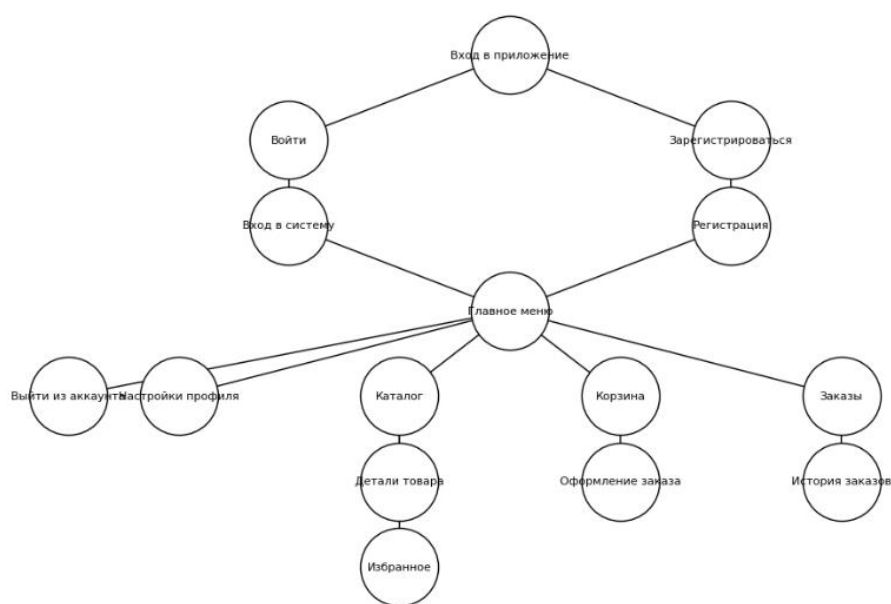 Вход в приложение
Войти
Зарегистрироваться
Вход в систему
Регистрация
Главное меню
Выйти из аккаунта
Настройки профиля
Каталог
Корзина
Заказы
Детали товара
Оформление заказа
История заказов
Избранное